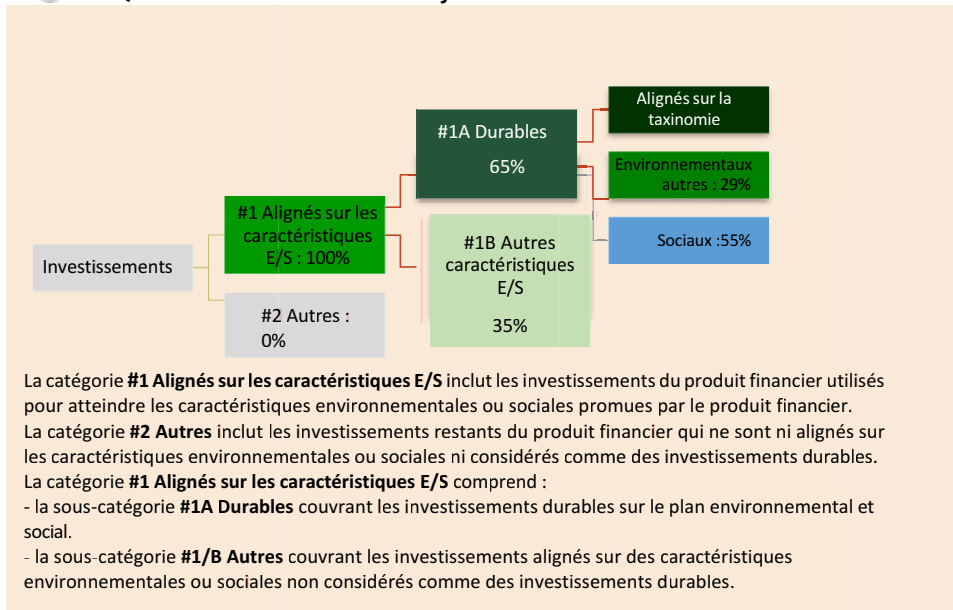 Alignés sur la
taxinomie
#1A Durables
65%
Environnementaux
autres : 29%
#1 Alignés sur les
caractéristiques
E/S : 100%
Sociaux :55%
#1B Autres
caractéristiques
E/S
35%
Investissements
#2 Autres :
0%
La catégorie #1 Alignés sur les caractéristiques E/S inclut les investissements du produit financier utilisés
pour atteindre les caractéristiques environnementales ou sociales promues par le produit financier.
La catégorie #2 Autres inclut les investissements restants du produit financier qui ne sont ni alignés sur
les caractéristiques environnementales ou sociales ni considérés comme des investissements durables.
La catégorie #1 Alignés sur les caractéristiques E/S comprend :
- la sous-catégorie #1A Durables couvrant les investissements durables sur le plan environnemental et
social.
- la sous-catégorie #1/B Autres couvrant les investissements alignés sur des caractéristiques
environnementales ou sociales non considérés comme des investissements durables.